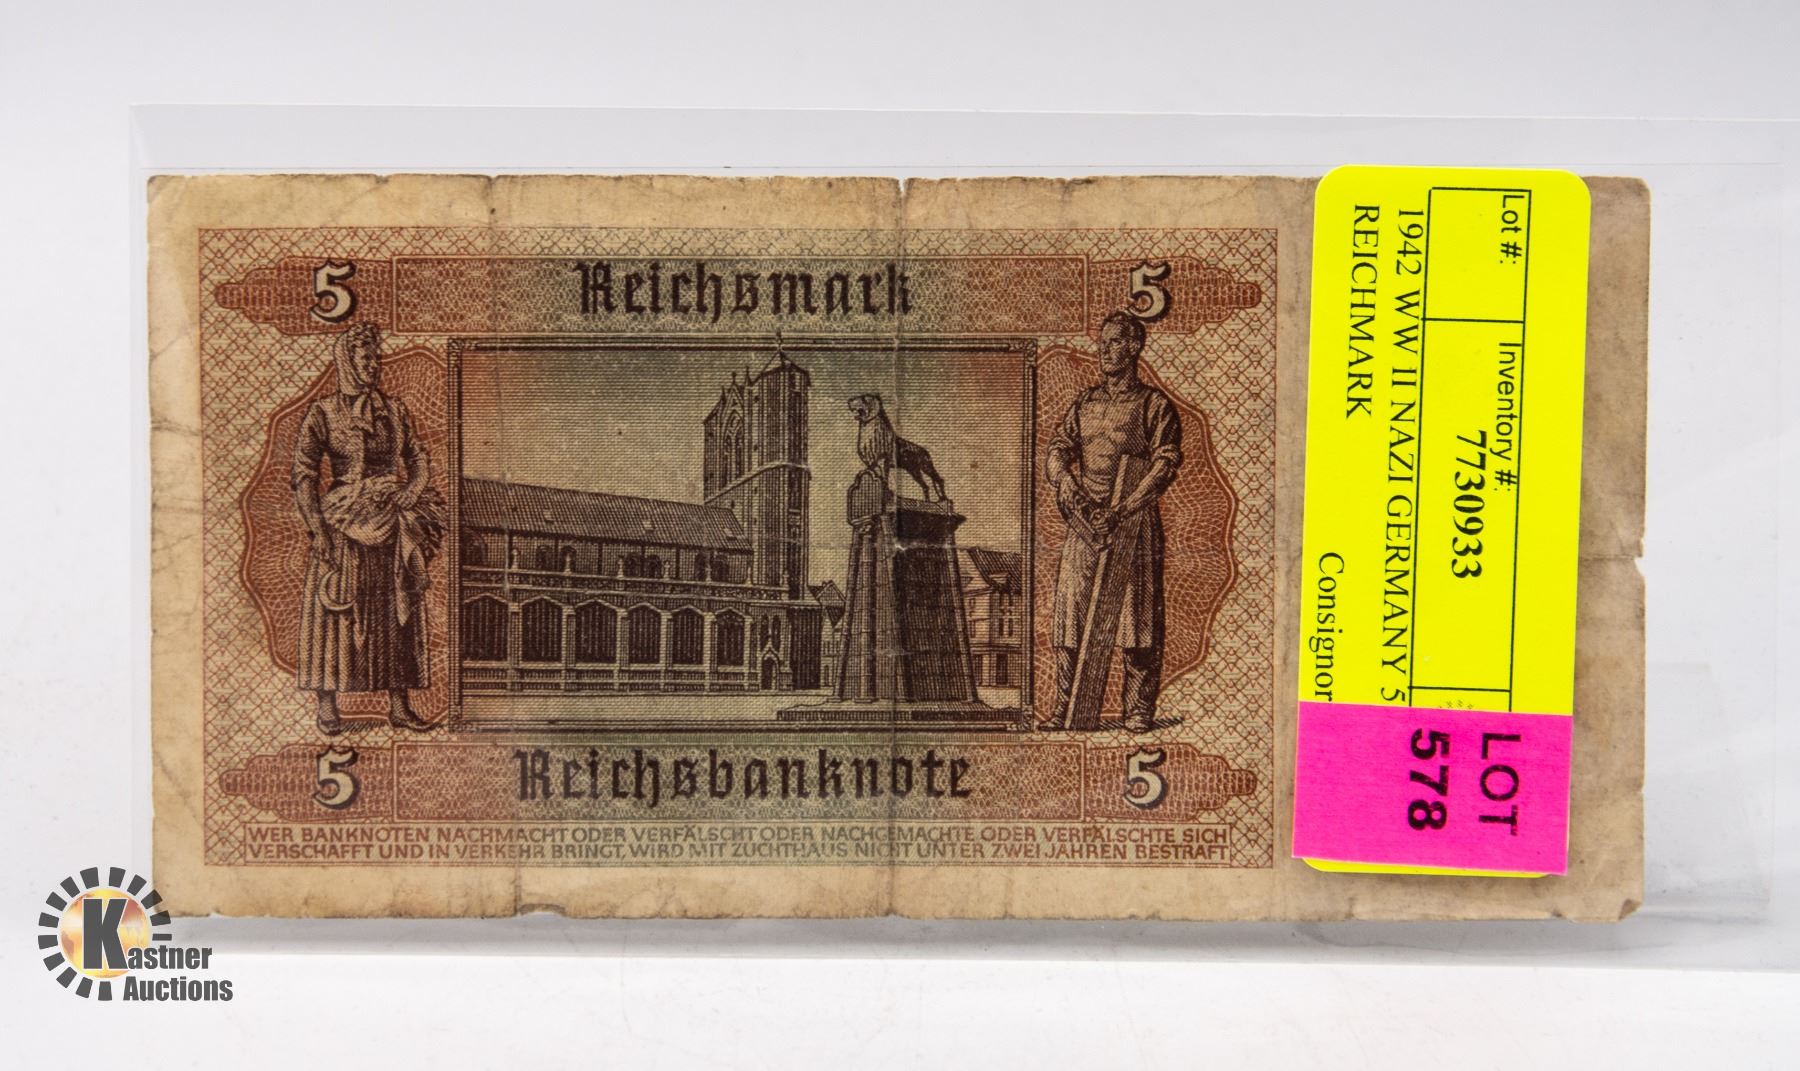 5 Reichsmark 5
5 Reichsbanknote 5
WER BANKNOTEN NACHMACHT ODER VERFÄLSCHT ODER NACHGEMACHTE ODER VERFÄLSCHTE SICH
VERSCHAFFT UND IN VERKEHR BRINGT, WIRD MIT ZUCHTHAUS NICHT UNTER ZWEI JAHREN BESTRAFT
Lot #: Inventory #:
7730933
1942 WW II NAZI GERMANY 5
REICHMARK
Consignor
LOT
578
Kastner
Auctions